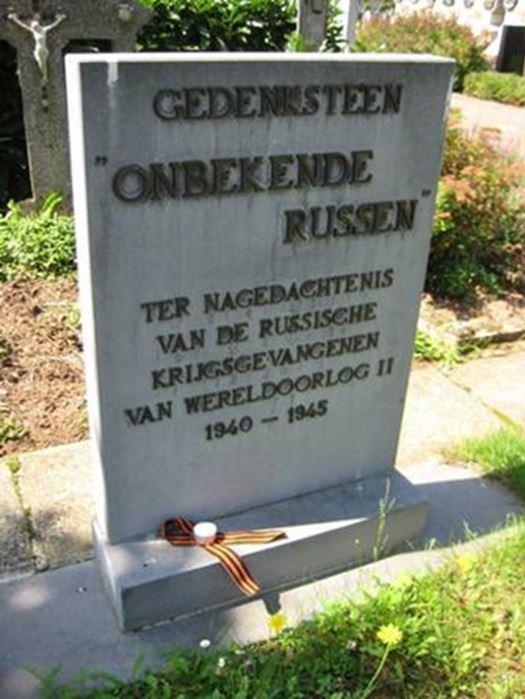 GEDENKSTEEN
"ONBEKENDE
RUSSEN"
TER NAGEDACHTENIS
VAN DE RUSSISCHE
KRIJGSGEVANGENEN
VAN WERELDOORLOG II
1940 - 1945